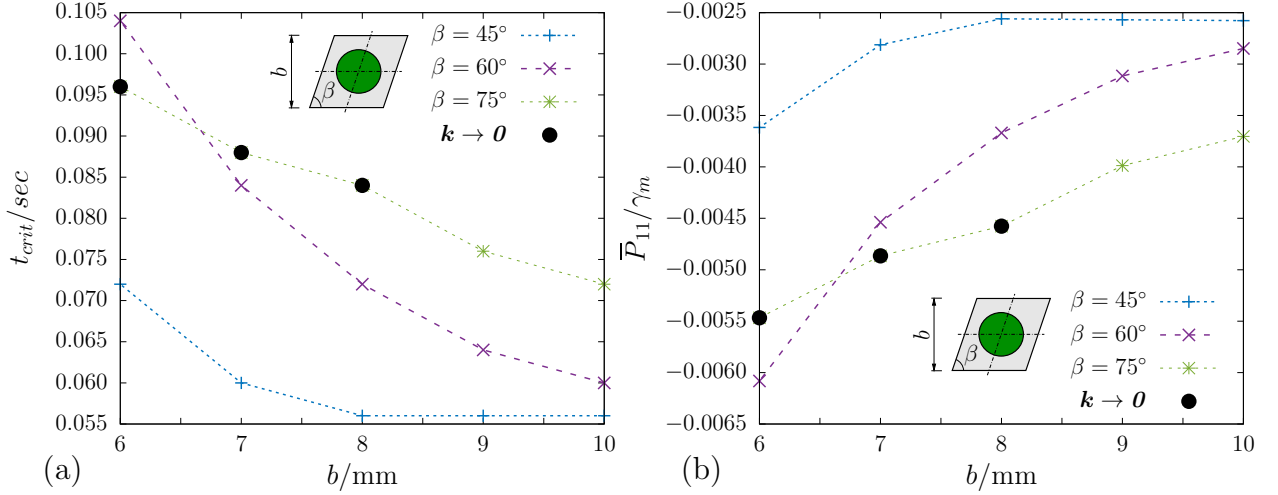 0.105
0.100
0.095
0.090
0.085
0.080
0.075
0.070
0.065
0.060
0.055
6 7 8 9 10
t_crit/sec
b/mm
(a)
b
β
β = 45°
β = 60°
β = 75°
k → 0
−0.0025
−0.0030
−0.0035
−0.0040
−0.0045
−0.0050
−0.0055
−0.0060
−0.0065
6 7 8 9 10
P̅₁₁/γₘ
b/mm
(b)
b
β
β = 45°
β = 60°
β = 75°
k → 0